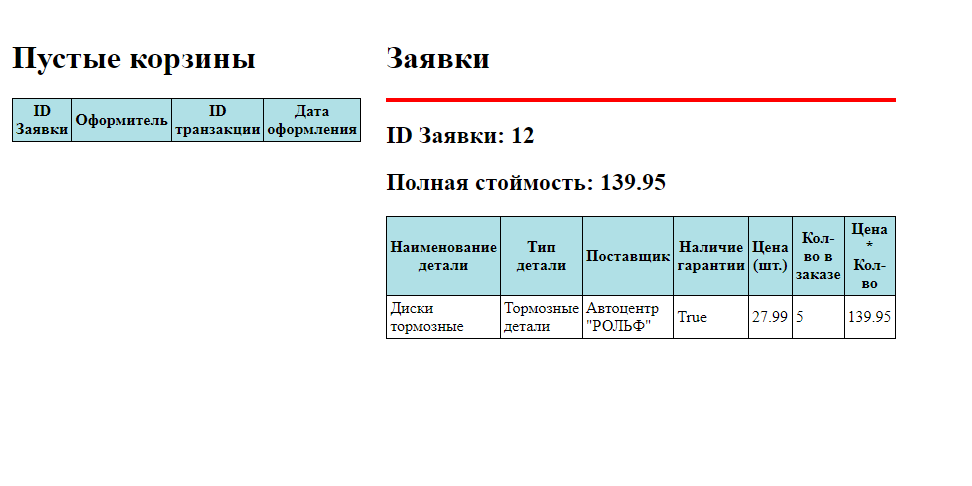 Пустые корзины
ID Заявки Оформитель ID транзакции Дата оформления
Заявки
ID Заявки: 12
Полная стоймость: 139.95
Наименование детали Тип детали Поставщик Наличие гарантии Цена (шт.) Кол-во в заказе Цена * Кол-во
Диски тормозные Тормозные детали Автоцентр "РОЛЬФ" True 27.99 5 139.95